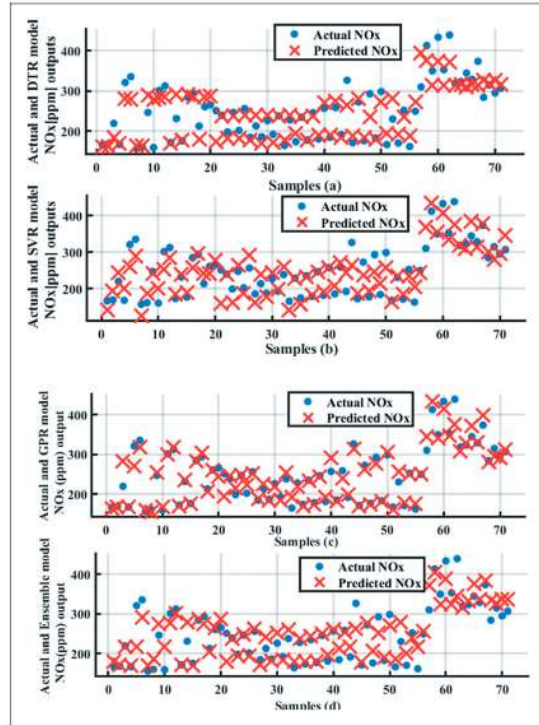 Actual and DTR model
NOx|ppm| outputs
400
300
200
Actual NOx
Predicted NOx
0 10 20 30 40 50 60 70
Samples (a)
Actual and SVR model
NOx|ppm| outputs
400
300
200
Actual NOx
Predicted NOx
0 10 20 30 40 50 60 70
Samples (b)
Actual and GPR model
NOx (ppm) output
400
300
200
Actual NOx
Predicted NOx
0 10 20 30 40 50 60 70
Samples (c)
Actual and Ensemble model
NOx(ppm) output
400
300
200
Actual NOx
Predicted NOx
0 10 20 30 40 50 60 70
Samples (d)